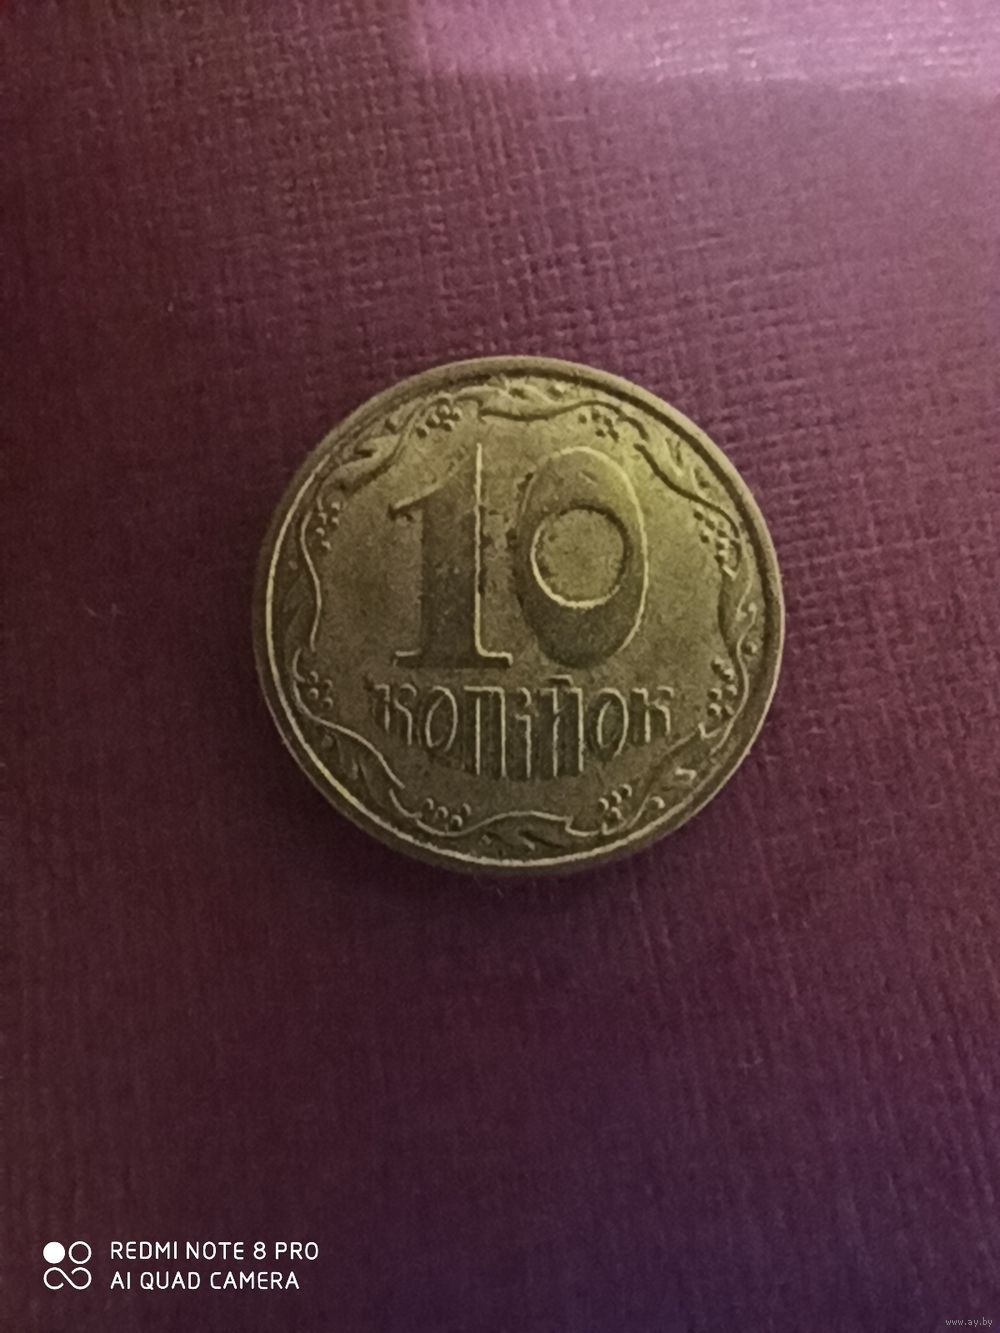 10
КОПІЙОК
REDMI NOTE 8 PRO
AI QUAD CAMERA
www.ay.by